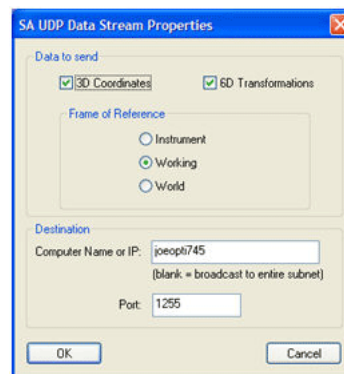 SA UDP Data Stream Properties
Data to send
3D Coordinates 6D Transformations
Frame of Reference
Instrument
Working
World
Destination
Computer Name or IP: joeopti745
(blank = broadcast to entire subnet)
Port: 1255
OK Cancel